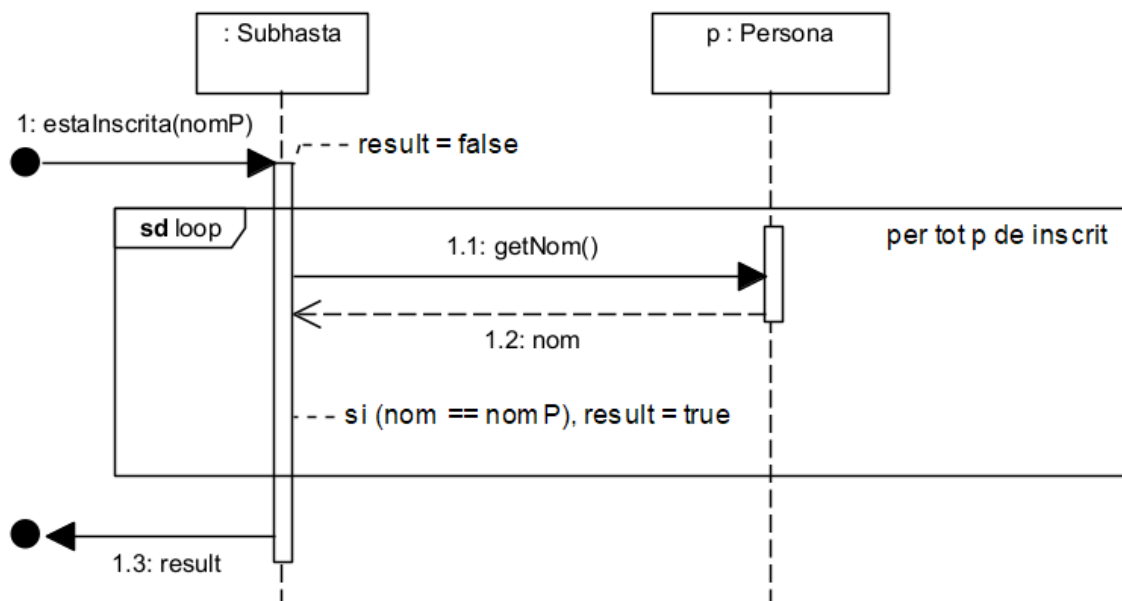 : Subhasta
p : Persona
1: estaInscrita(nomP)
result = false
sd loop
per tot p de inscrit
1.1: getNom()
1.2: nom
si (nom == nomP), result = true
1.3: result